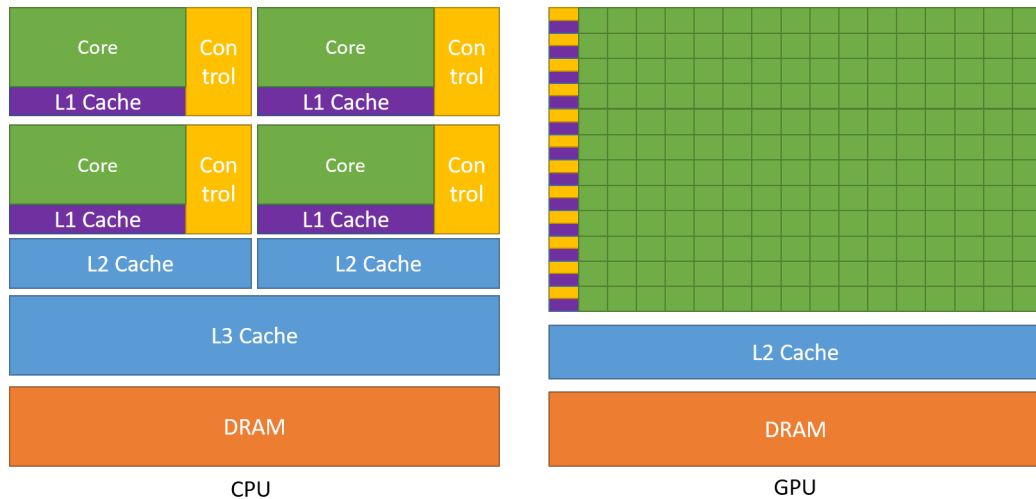 Core
Con
trol
L1 Cache
Core
Con
trol
L1 Cache
Core
Con
trol
L1 Cache
Core
Con
trol
L1 Cache
L2 Cache
L2 Cache
L3 Cache
DRAM
CPU
L2 Cache
DRAM
GPU